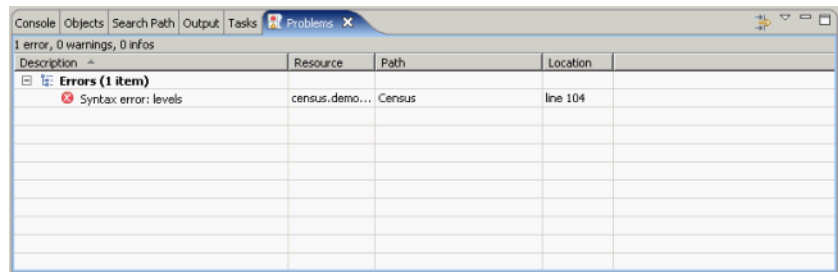 Console Objects Search Path Output Tasks Problems
1 error, 0 warnings, 0 infos
Description Resource Path Location
Errors (1 item)
Syntax error: levels census.demo... Census line 104